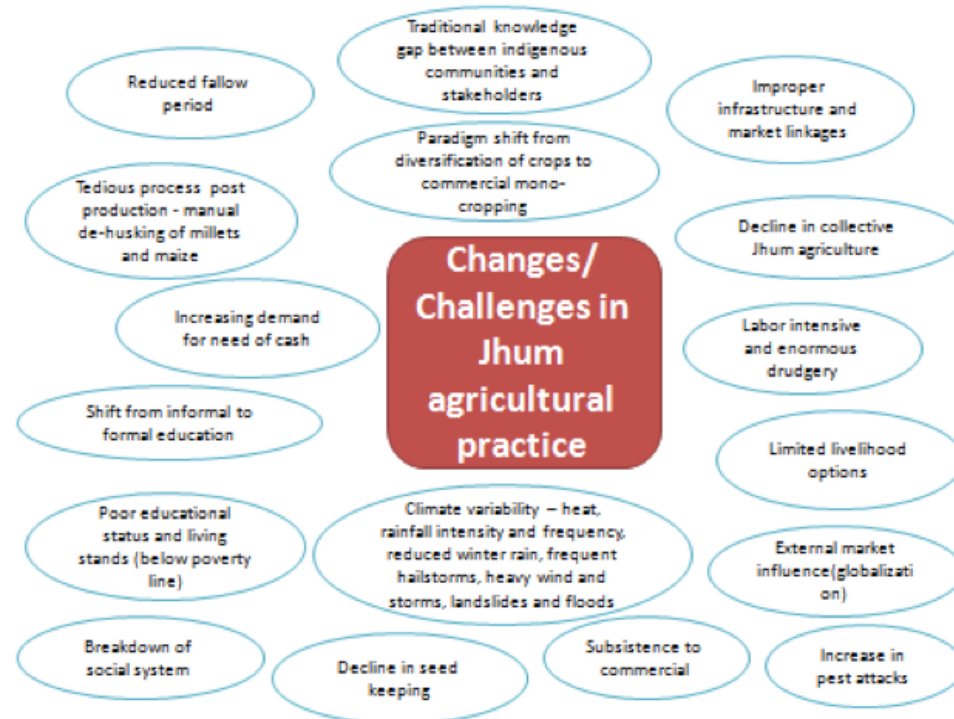 Traditional knowledge
gap between indigenous
communities and
stakeholders
Reduced fallow
period
Improper
infrastructure and
market linkages
Paradigm shift from
diversification of crops to
commercial mono-
cropping
Tedious process post
production - manual
de-husking of millets
and maize
Decline in collective
Jhum agriculture
Changes/
Challenges in
Jhum
agricultural
practice
Increasing demand
for need of cash
Labor intensive
and enormous
drudgery
Shift from informal to
formal education
Limited livelihood
options
Poor educational
status and living
stands (below poverty
line)
Climate variability – heat,
rainfall intensity and frequency,
reduced winter rain, frequent
hailstorms, heavy wind and
storms, landslides and floods
External market
influence(globalizati
on)
Breakdown of
social system
Decline in seed
keeping
Subsistence to
commercial
Increase in
pest attacks